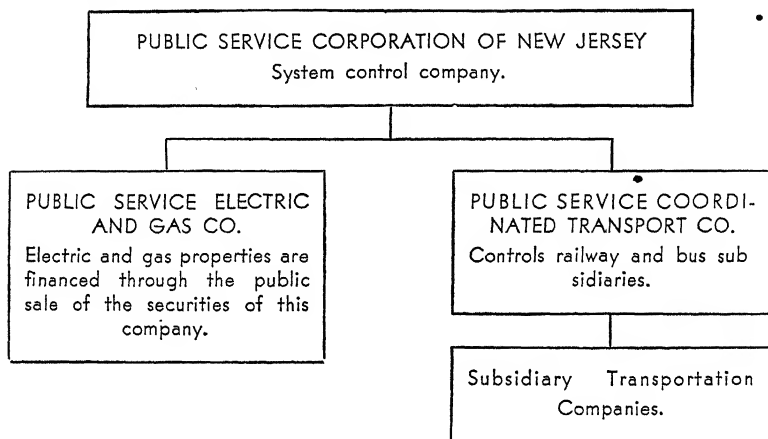 PUBLIC SERVICE CORPORATION OF NEW JERSEY
System control company.
PUBLIC SERVICE ELECTRIC
AND GAS CO.
Electric and gas properties are
financed through the public
sale of the securities of this
company.
PUBLIC SERVICE COORDI-
NATED TRANSPORT CO.
Controls railway and bus sub
sidiaries.
Subsidiary Transportation
Companies.